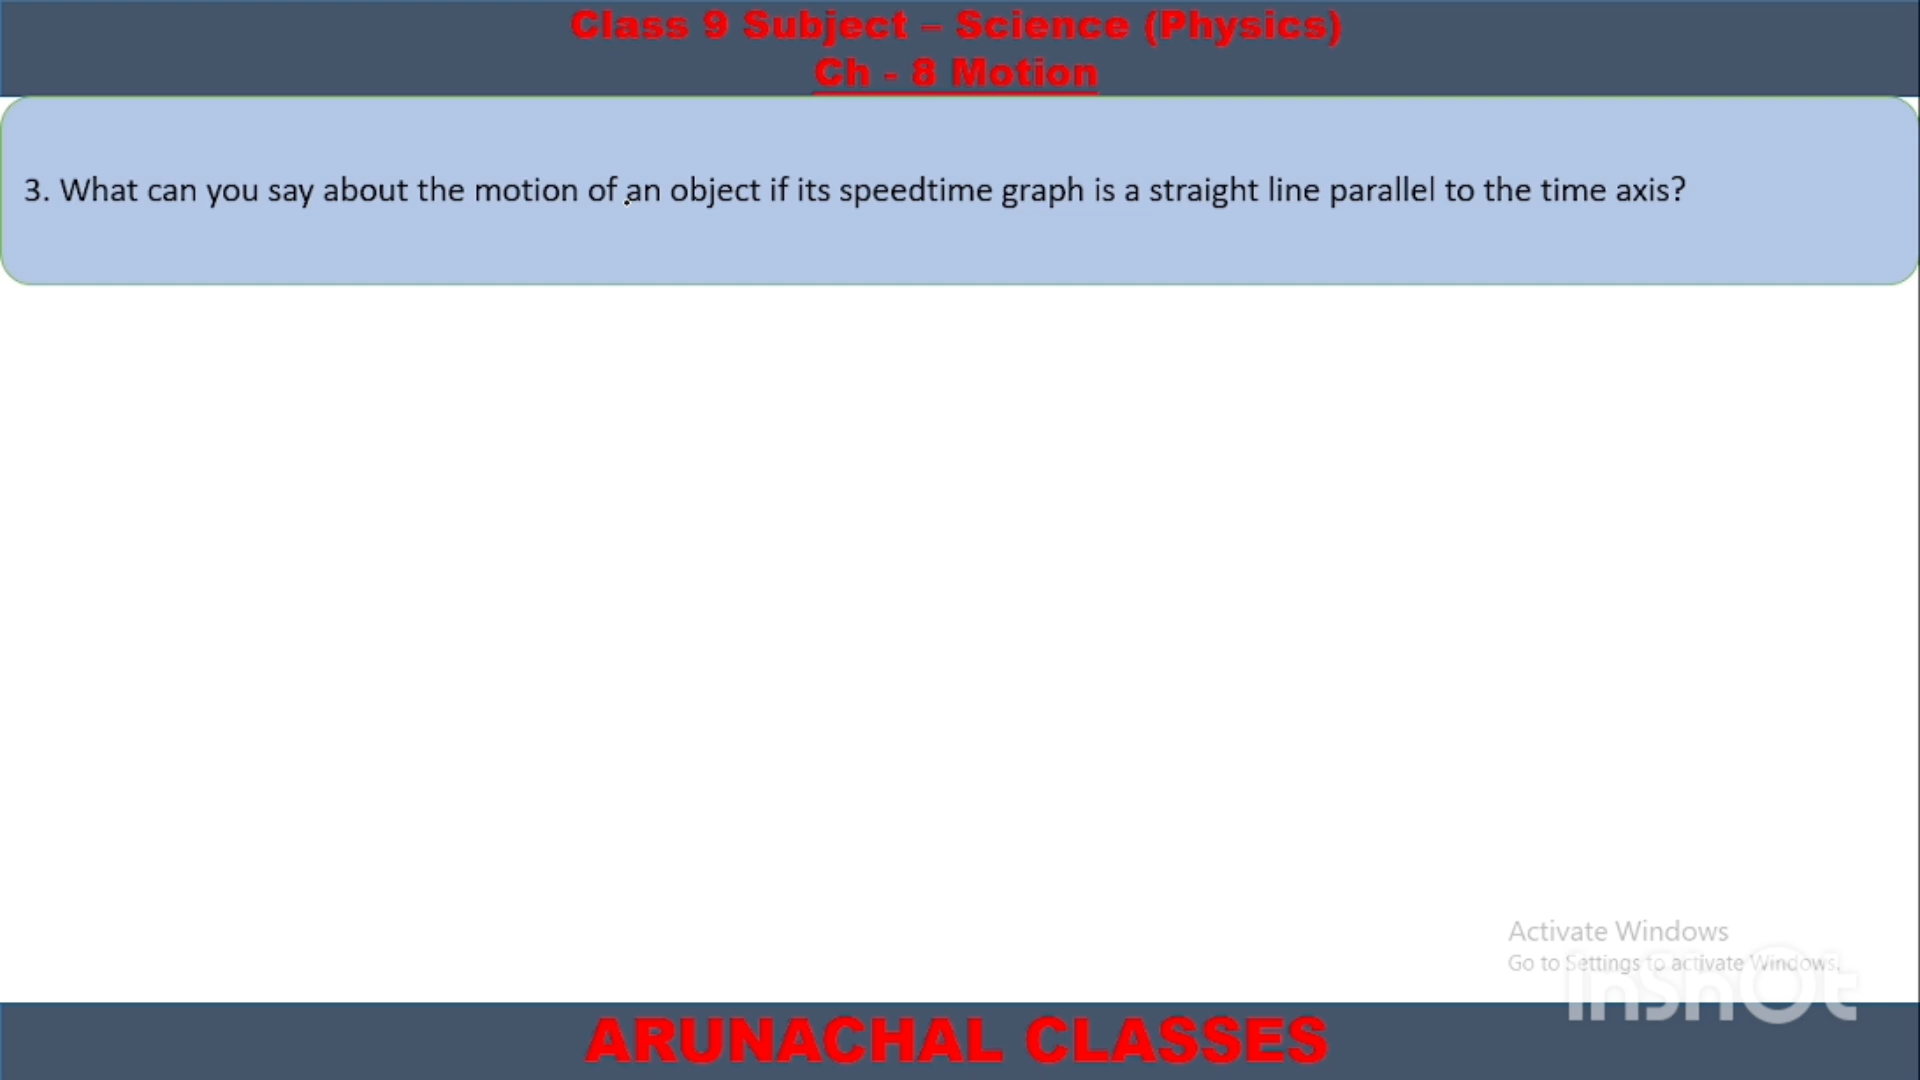 Class 9 Subject – Science (Physics)
Ch - 8 Motion
3. What can you say about the motion of an object if its speedtime graph is a straight line parallel to the time axis?
Activate Windows
Go to Settings to activate Windows.
InShOt
ARUNACHAL CLASSES